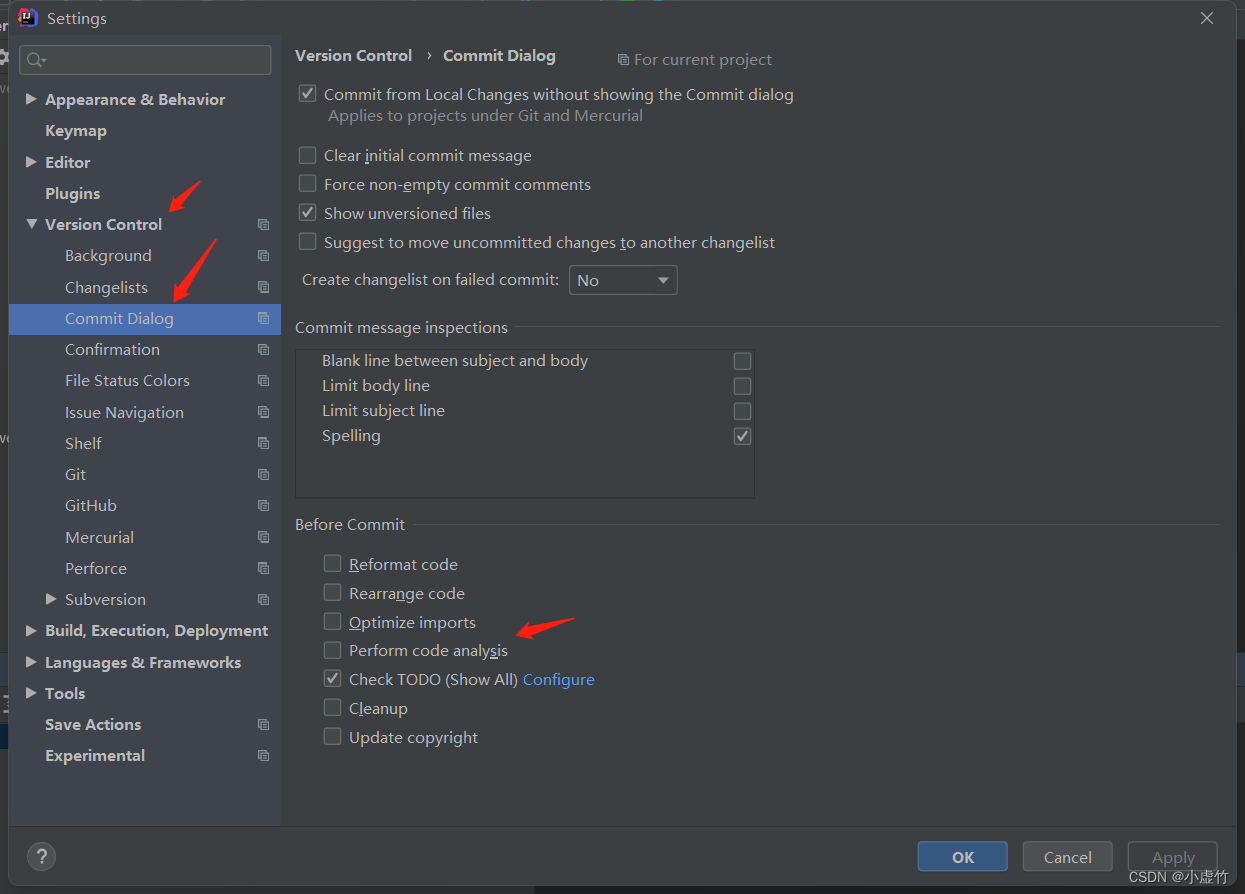 Settings
Version Control › Commit Dialog
For current project
Appearance & Behavior
Keymap
Editor
Plugins
Version Control
Background
Changelists
Commit Dialog
Confirmation
File Status Colors
Issue Navigation
Shelf
Git
GitHub
Mercurial
Perforce
Subversion
Build, Execution, Deployment
Languages & Frameworks
Tools
Save Actions
Experimental
Commit from Local Changes without showing the Commit dialog
Applies to projects under Git and Mercurial
Clear initial commit message
Force non-empty commit comments
Show unversioned files
Suggest to move uncommitted changes to another changelist
Create changelist on failed commit: No
Commit message inspections
Blank line between subject and body
Limit body line
Limit subject line
Spelling
Before Commit
Reformat code
Rearrange code
Optimize imports
Perform code analysis
Check TODO (Show All) Configure
Cleanup
Update copyright
?
OK
Cancel
Apply
CSDN @小虚竹